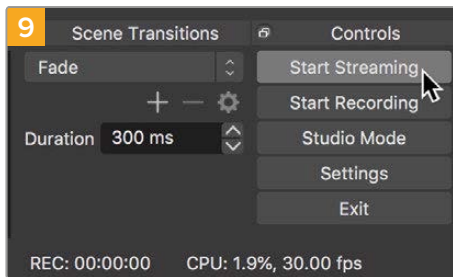 9
Scene Transitions
Controls
Fade
Start Streaming
Start Recording
Duration 300 ms
Studio Mode
Settings
Exit
REC: 00:00:00 CPU: 1.9%, 30.00 fps